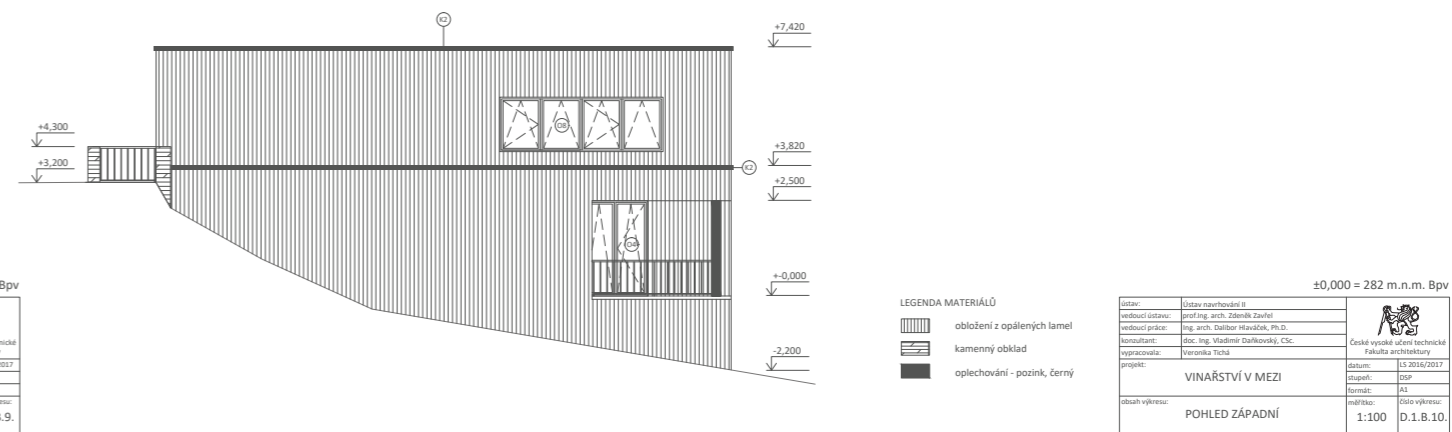 K2
+7,420
+4,300
O8
+3,820
+3,200
K2
+2,500
O4
+-0,000
-2,200
Bpv
2017
3.9.
LEGENDA MATERIÁLŮ
obložení z opálených lamel
kamenný obklad
oplechování - pozink, černý
±0,000 = 282 m.n.m. Bpv
ústav: Ústav navrhování II
vedoucí ústavu: prof.Ing. arch. Zdeněk Zavřel
vedoucí práce: Ing. arch. Dalibor Hlaváček, Ph.D.
konzultant: doc. Ing. Vladimír Daňkovský, CSc.
vypracovala: Veronika Tichá
České vysoké učení technické
Fakulta architektury
projekt:
VINAŘSTVÍ V MEZI
datum: LS 2016/2017
stupeň: DSP
formát: A1
obsah výkresu:
POHLED ZÁPADNÍ
měřítko: číslo výkresu:
1:100 D.1.B.10.